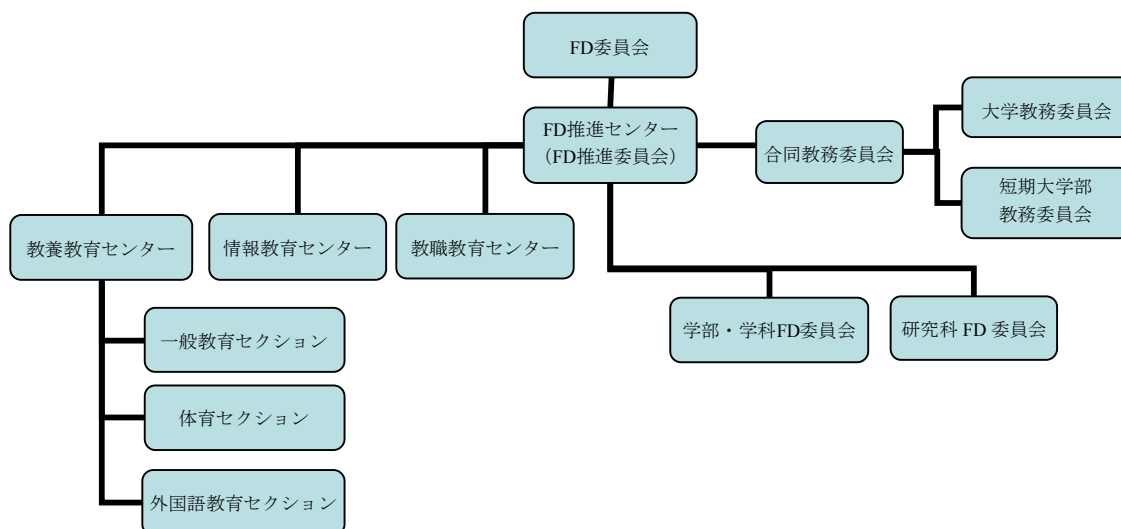 FD委員会
FD推進センター
（FD推進委員会）
合同教務委員会
大学教務委員会
短期大学部
教務委員会
教養教育センター
情報教育センター
教職教育センター
学部・学科FD委員会
研究科 FD 委員会
一般教育セクション
体育セクション
外国語教育セクション